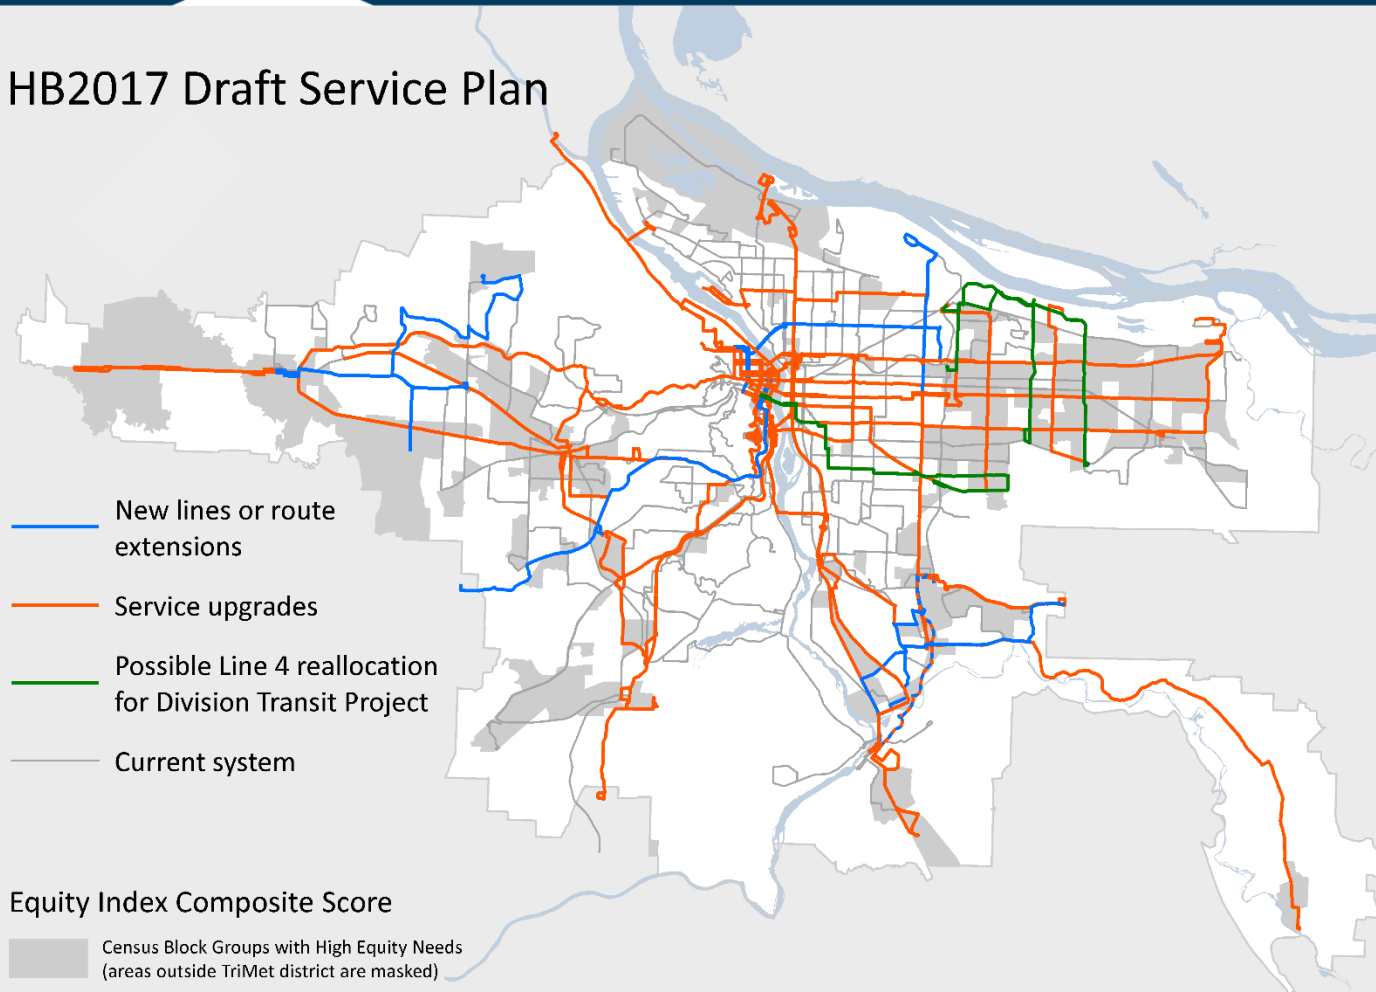 HB2017 Draft Service Plan
New lines or route
extensions
Service upgrades
Possible Line 4 reallocation
for Division Transit Project
Current system
Equity Index Composite Score
Census Block Groups with High Equity Needs
(areas outside TriMet district are masked)